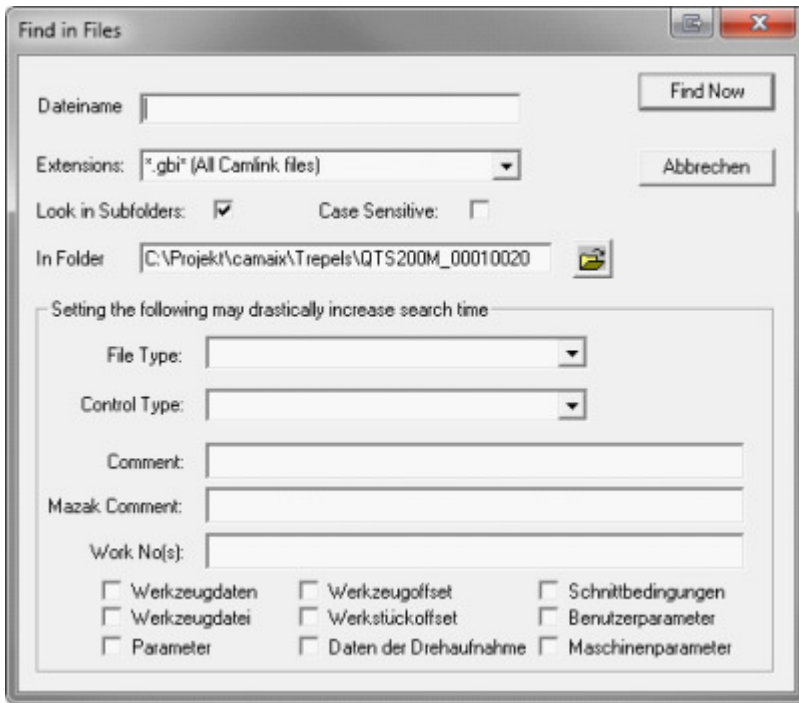 Find in Files
Dateiname
Find Now
Extensions: *.gbi* (All Camlink files)
Abbrechen
Look in Subfolders: Case Sensitive:
In Folder C:\Projekt\camaix\Trepels\QTS200M_00010020
Setting the following may drastically increase search time
File Type:
Control Type:
Comment:
Mazak Comment:
Work No(s):
Werkzeugdaten Werkzeugoffset Schnittbedingungen
Werkzeugdatei Werkstückoffset Benutzerparameter
Parameter Daten der Drehaufnahme Maschinenparameter